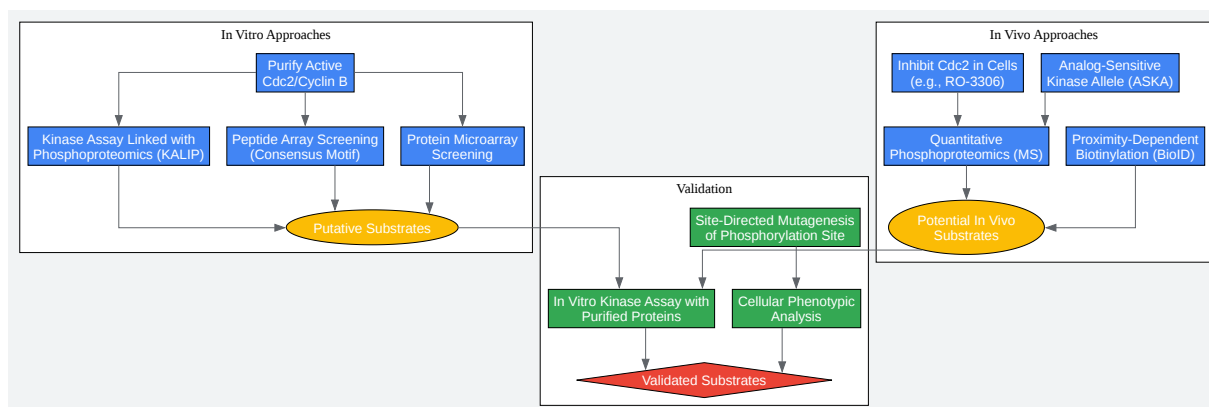 In Vitro Approaches
Purify Active
Cdc2/Cyclin B
Kinase Assay Linked with
Phosphoproteomics (KALIP)
Peptide Array Screening
(Consensus Motif)
Protein Microarray
Screening
Putative Substrates
Validation
Site-Directed Mutagenesis
of Phosphorylation Site
In Vitro Kinase Assay with
Purified Proteins
Cellular Phenotypic
Analysis
Validated Substrates
In Vivo Approaches
Inhibit Cdc2 in Cells
(e.g., RO-3306)
Analog-Sensitive
Kinase Allele (ASKA)
Quantitative
Phosphoproteomics (MS)
Proximity-Dependent
Biotinylation (BioID)
Potential In Vivo
Substrates